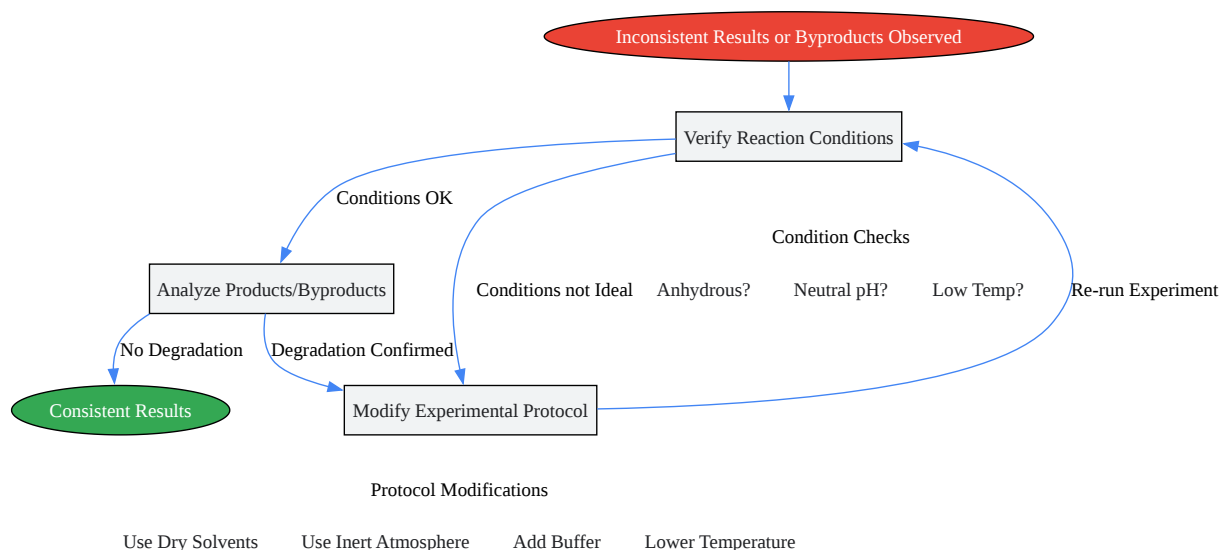 Inconsistent Results or Byproducts Observed
Verify Reaction Conditions
Conditions OK
Condition Checks
Analyze Products/Byproducts
Conditions not Ideal
Anhydrous?
Neutral pH?
Low Temp?
Re-run Experiment
No Degradation
Degradation Confirmed
Consistent Results
Modify Experimental Protocol
Protocol Modifications
Use Dry Solvents
Use Inert Atmosphere
Add Buffer
Lower Temperature